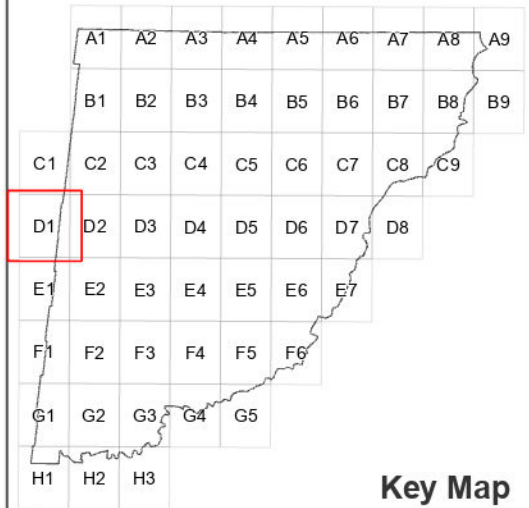 A1 A2 A3 A4 A5 A6 A7 A8 A9
B1 B2 B3 B4 B5 B6 B7 B8 B9
C1 C2 C3 C4 C5 C6 C7 C8 C9
D1 D2 D3 D4 D5 D6 D7 D8
E1 E2 E3 E4 E5 E6 E7
F1 F2 F3 F4 F5 F6
G1 G2 G3 G4 G5
H1 H2 H3
Key Map